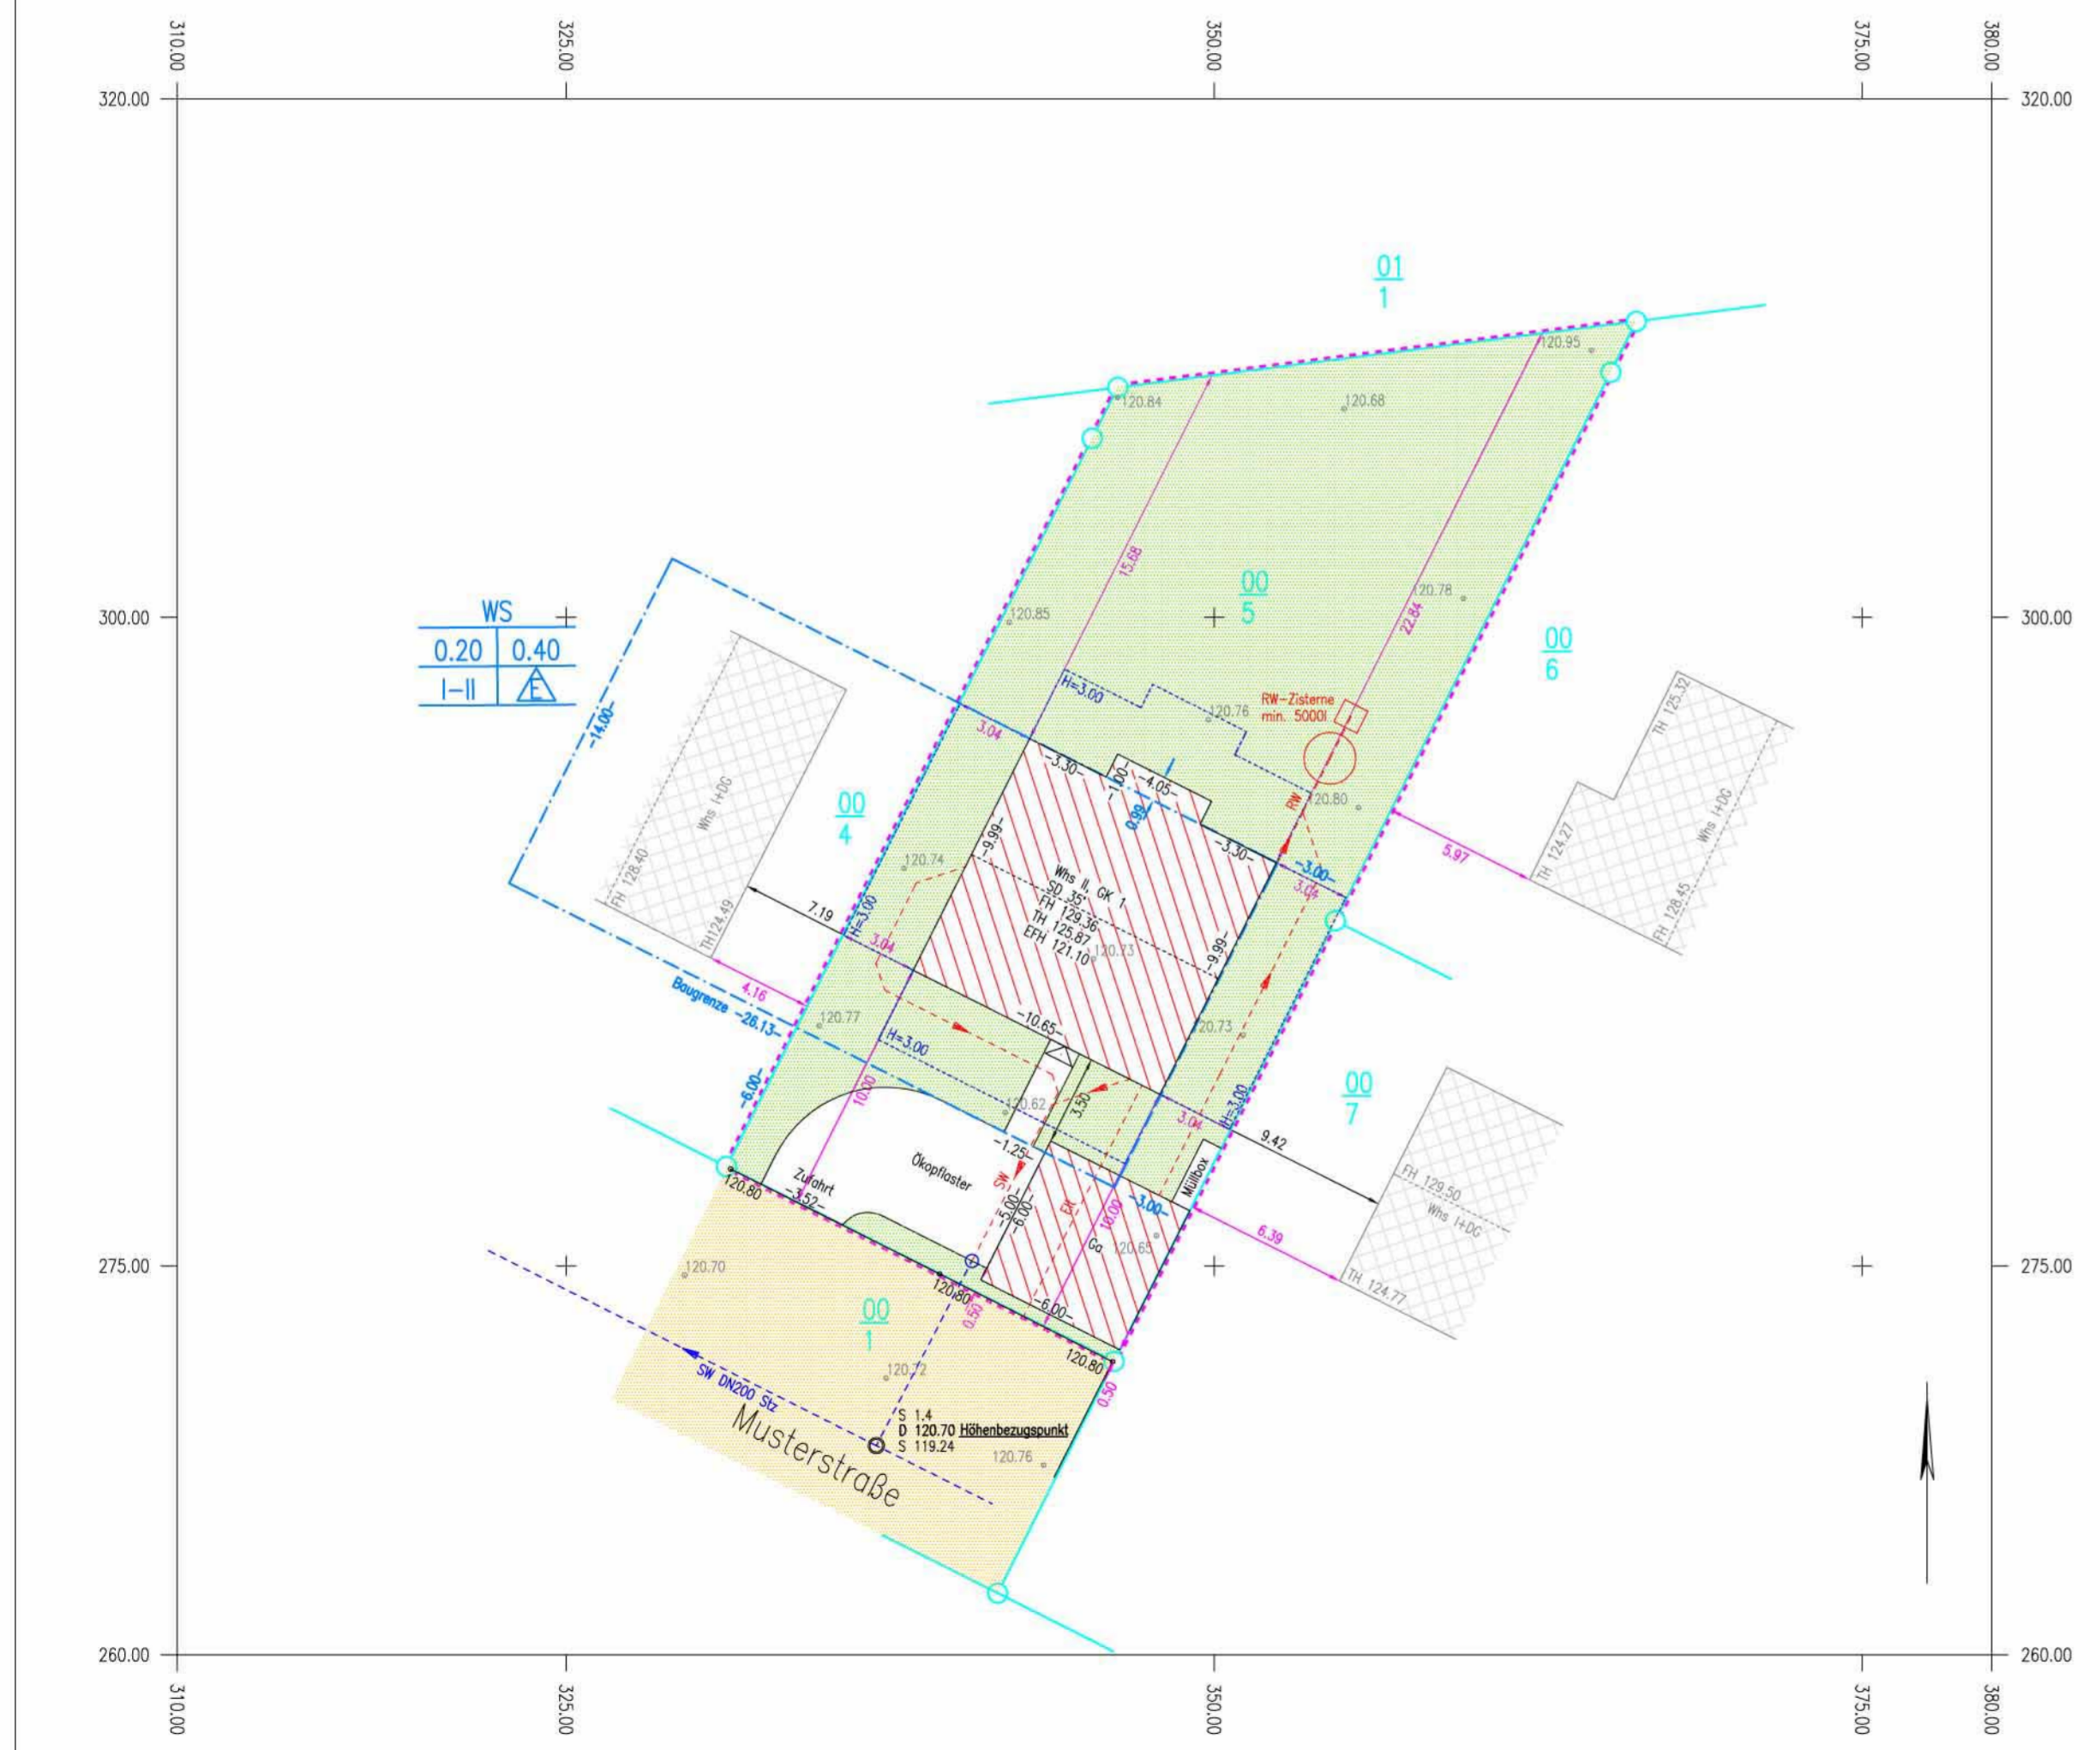 310.00
325.00
350.00
375.00
380.00
320.00
320.00
01
1
120.95
120.84
120.68
15.68
00
5
120.78
22.84
300.00
300.00
120.85
00
6
WS
0.20 0.40
I-II E
-14.00-
H=3.00
RW-Zisterne
min. 5000l
120.76
3.04
-3.30-
-1.00-
-4.05-
0.99
RW
120.80
TH 125.32
Whs I+DG
TH 124.27
FH 128.45
5.97
Whs I+DG
FH 128.40
TH124.49
00
4
120.74
-9.99-
-3.30-
-3.00-
3.04
Whs II, GK 1
SD 35°
FH 129.36
TH 125.87
EFH 121.10
120.73
-9.99-
7.19
H=3.00
3.04
4.16
Baugrenze -26.13-
120.77
-10.65-
120.73
H=3.00
-6.00-
10.00
120.62
3.50
H=3.00
3.04
00
7
9.42
-1.25-
Ökopflaster
Müllbox
FH 129.50
Whs I+DG
TH 124.77
Zufahrt
-3.52-
120.80
SW
-5.00-
-6.00-
Elt
10.00
-3.00-
Ga
120.65
6.39
275.00
275.00
120.70
120.80
0.50
-6.00-
00
1
120.80
0.50
120.72
SW DN200 Stz
S 1.4
D 120.70 Höhenbezugspunkt
S 119.24
120.76
Musterstraße
260.00
260.00
310.00
325.00
350.00
375.00
380.00